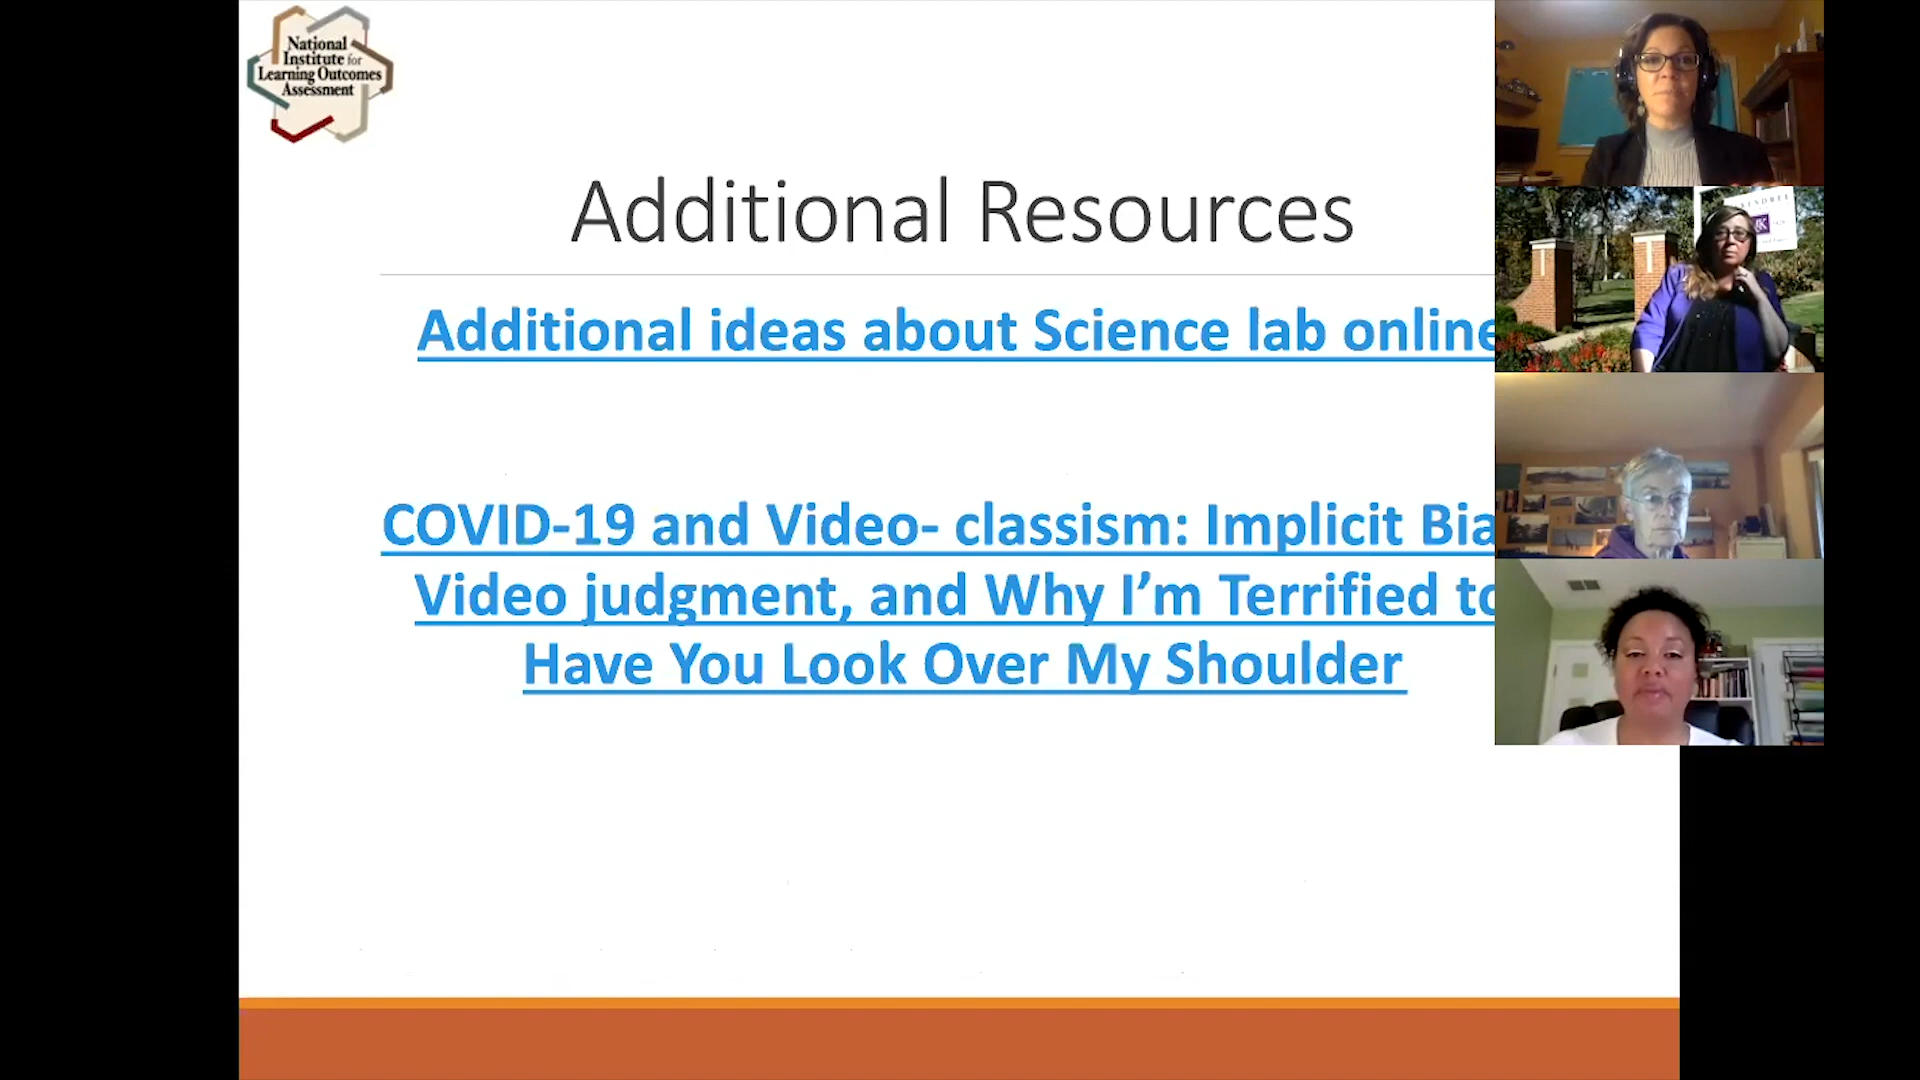 National
Institute for
Learning Outcomes
Assessment
Additional Resources
Additional ideas about Science lab online
COVID-19 and Video- classism: Implicit Bia
Video judgment, and Why I’m Terrified to
Have You Look Over My Shoulder